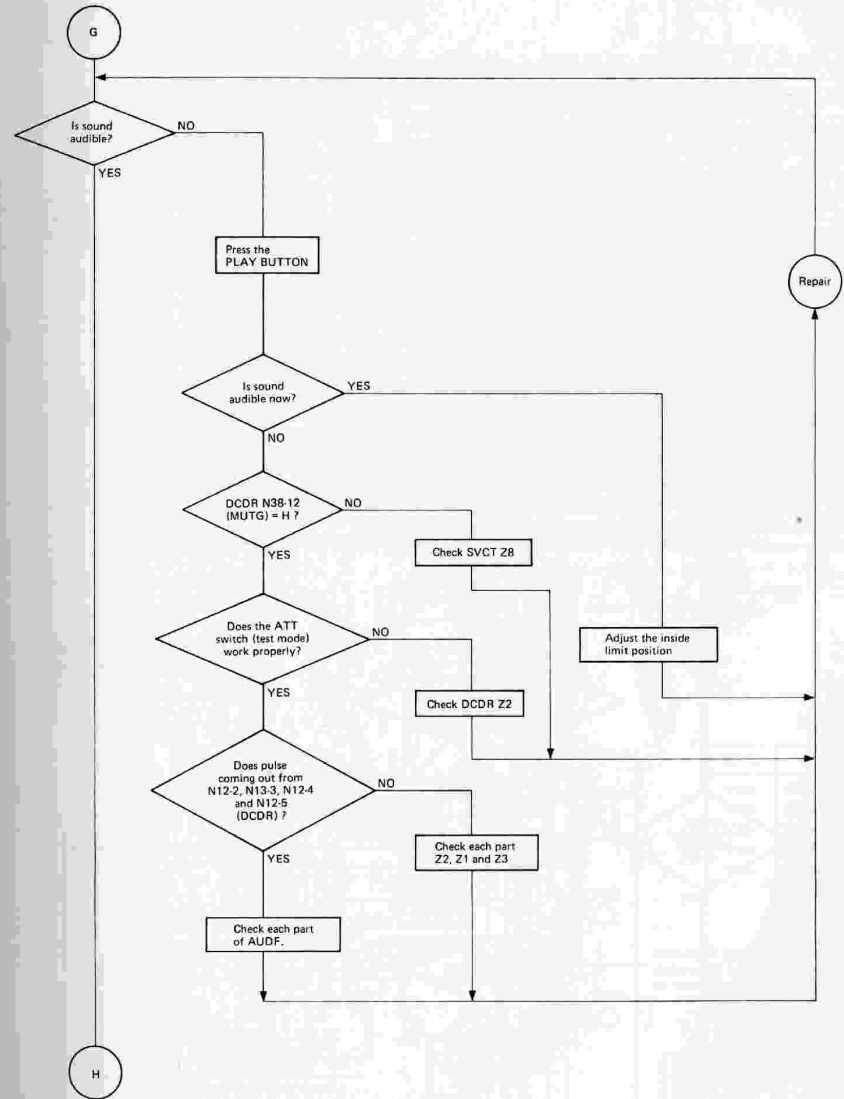 G
Is sound
audible?
NO
YES
Press the
PLAY BUTTON
Repair
Is sound
audible now?
YES
NO
DCDR N38-12
(MUTG) = H ?
NO
YES
Check SVCT Z8
Does the ATT
switch (test mode)
work properly?
NO
YES
Adjust the inside
limit position
Check DCDR Z2
Does pulse
coming out from
N12-2, N13-3, N12-4
and N12-5
(DCDR) ?
NO
YES
Check each part
Z2, Z1 and Z3
Check each part
of AUDF.
H